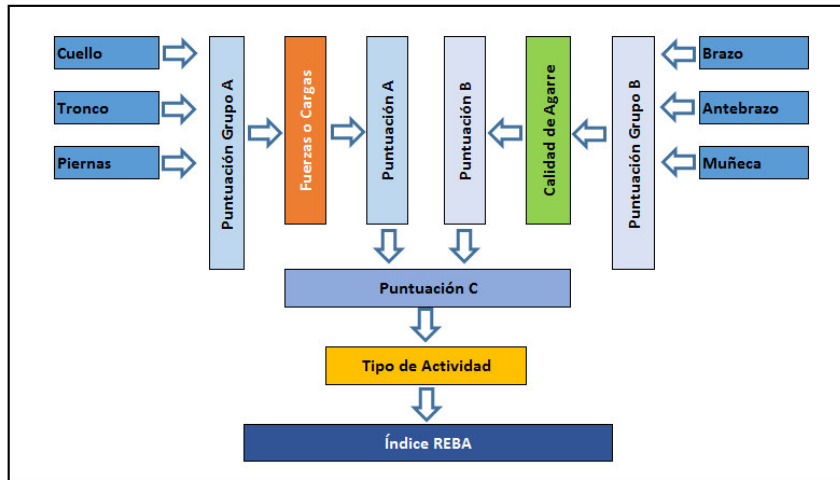 Cuello
Tronco
Piernas
Puntuación Grupo A
Fuerzas o Cargas
Puntuación A
Puntuación B
Calidad de Agarre
Puntuación Grupo B
Brazo
Antebrazo
Muñeca
Puntuación C
Tipo de Actividad
Índice REBA